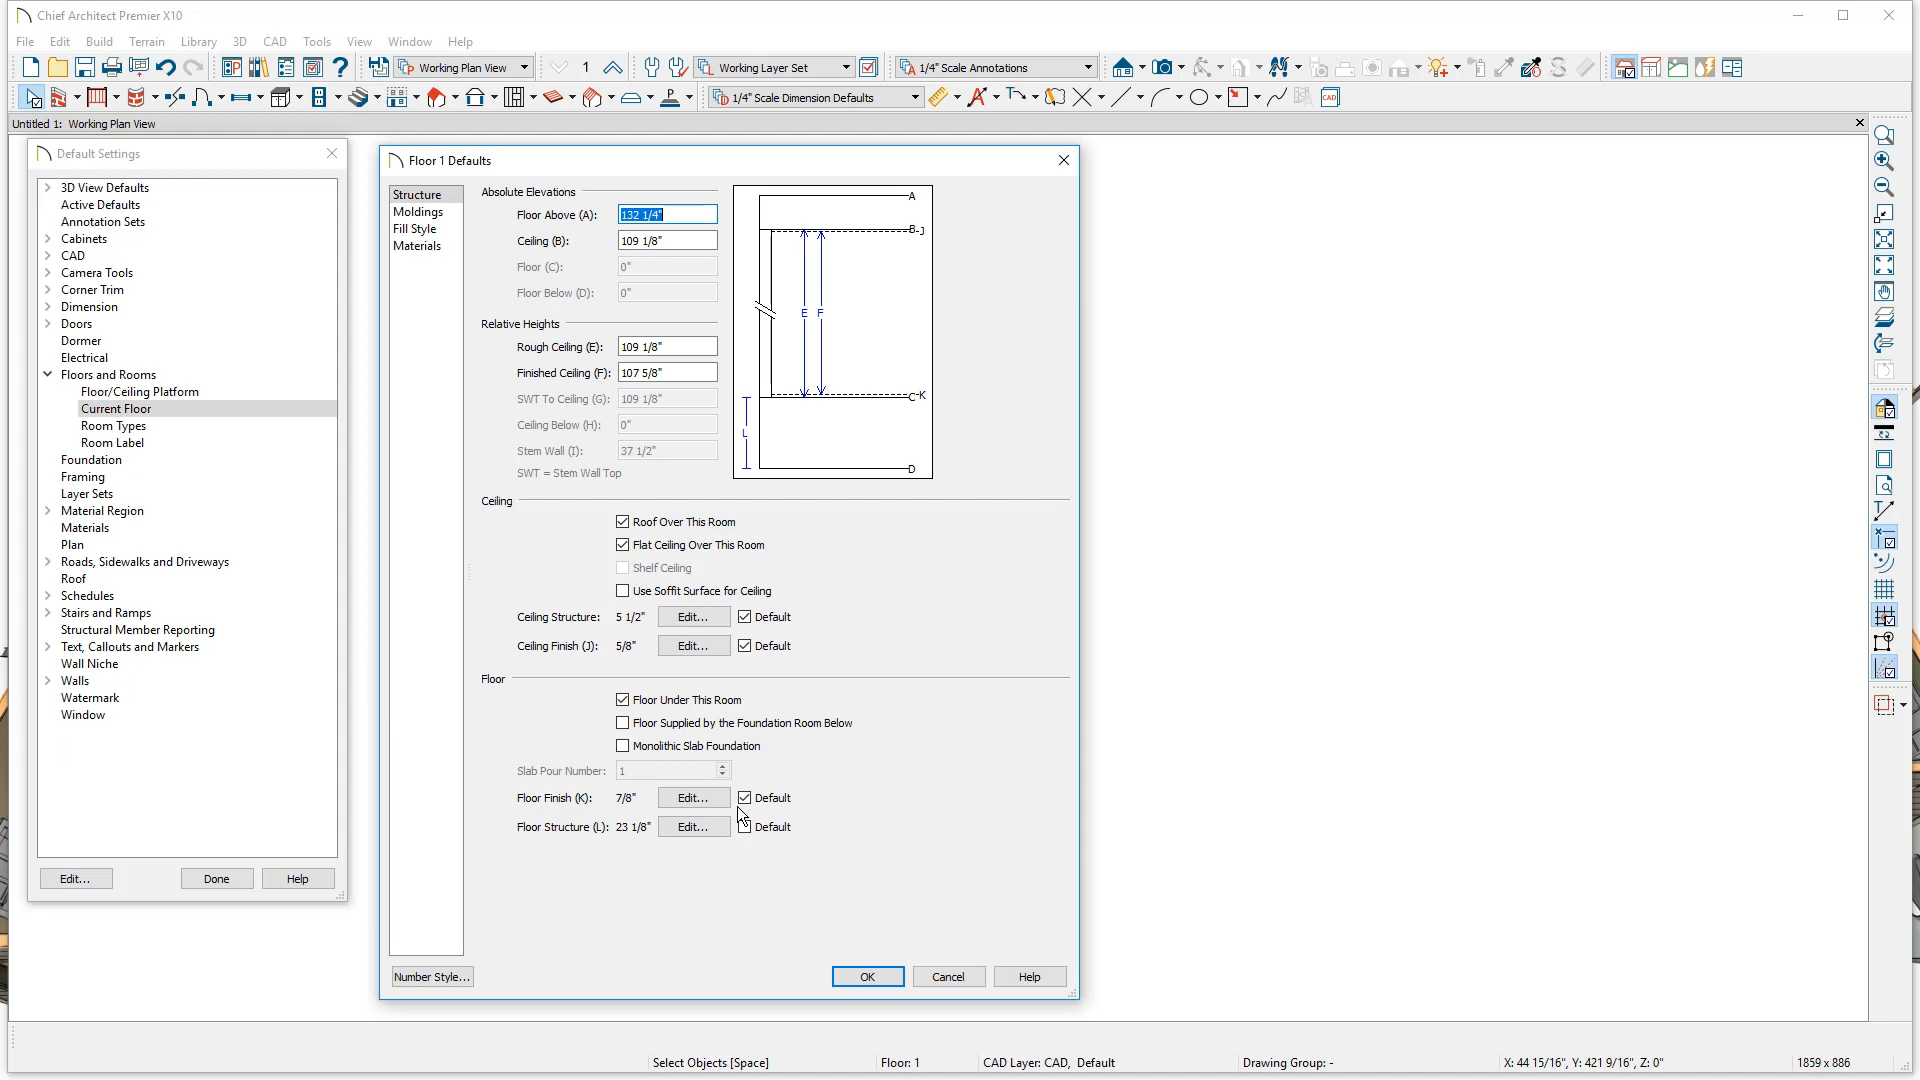 Chief Architect Premier X10
File Edit Build Terrain Library 3D CAD Tools View Window Help
Working Plan View 1 Working Layer Set 1/4" Scale Annotations
1/4" Scale Dimension Defaults CAD
Untitled 1: Working Plan View
Default Settings
3D View Defaults
Active Defaults
Annotation Sets
Cabinets
CAD
Camera Tools
Corner Trim
Dimension
Doors
Dormer
Electrical
Floors and Rooms
Floor/Ceiling Platform
Current Floor
Room Types
Room Label
Foundation
Framing
Layer Sets
Material Region
Materials
Plan
Roads, Sidewalks and Driveways
Roof
Schedules
Stairs and Ramps
Structural Member Reporting
Text, Callouts and Markers
Wall Niche
Walls
Watermark
Window
Edit... Done Help
Floor 1 Defaults
Structure
Moldings
Fill Style
Materials
Absolute Elevations
Floor Above (A): 132 1/4"
Ceiling (B): 109 1/8"
Floor (C): 0"
Floor Below (D): 0"
Relative Heights
Rough Ceiling (E): 109 1/8"
Finished Ceiling (F): 107 5/8"
SWT To Ceiling (G): 109 1/8"
Ceiling Below (H): 0"
Stem Wall (I): 37 1/2"
SWT = Stem Wall Top
A
B-J
E F
C-K
L
D
Ceiling
Roof Over This Room
Flat Ceiling Over This Room
Shelf Ceiling
Use Soffit Surface for Ceiling
Ceiling Structure: 5 1/2" Edit... Default
Ceiling Finish (J): 5/8" Edit... Default
Floor
Floor Under This Room
Floor Supplied by the Foundation Room Below
Monolithic Slab Foundation
Slab Pour Number: 1
Floor Finish (K): 7/8" Edit... Default
Floor Structure (L): 23 1/8" Edit... Default
Number Style... OK Cancel Help
Select Objects [Space] Floor: 1 CAD Layer: CAD, Default Drawing Group: - X: 44 15/16", Y: 421 9/16", Z: 0" 1859 x 886